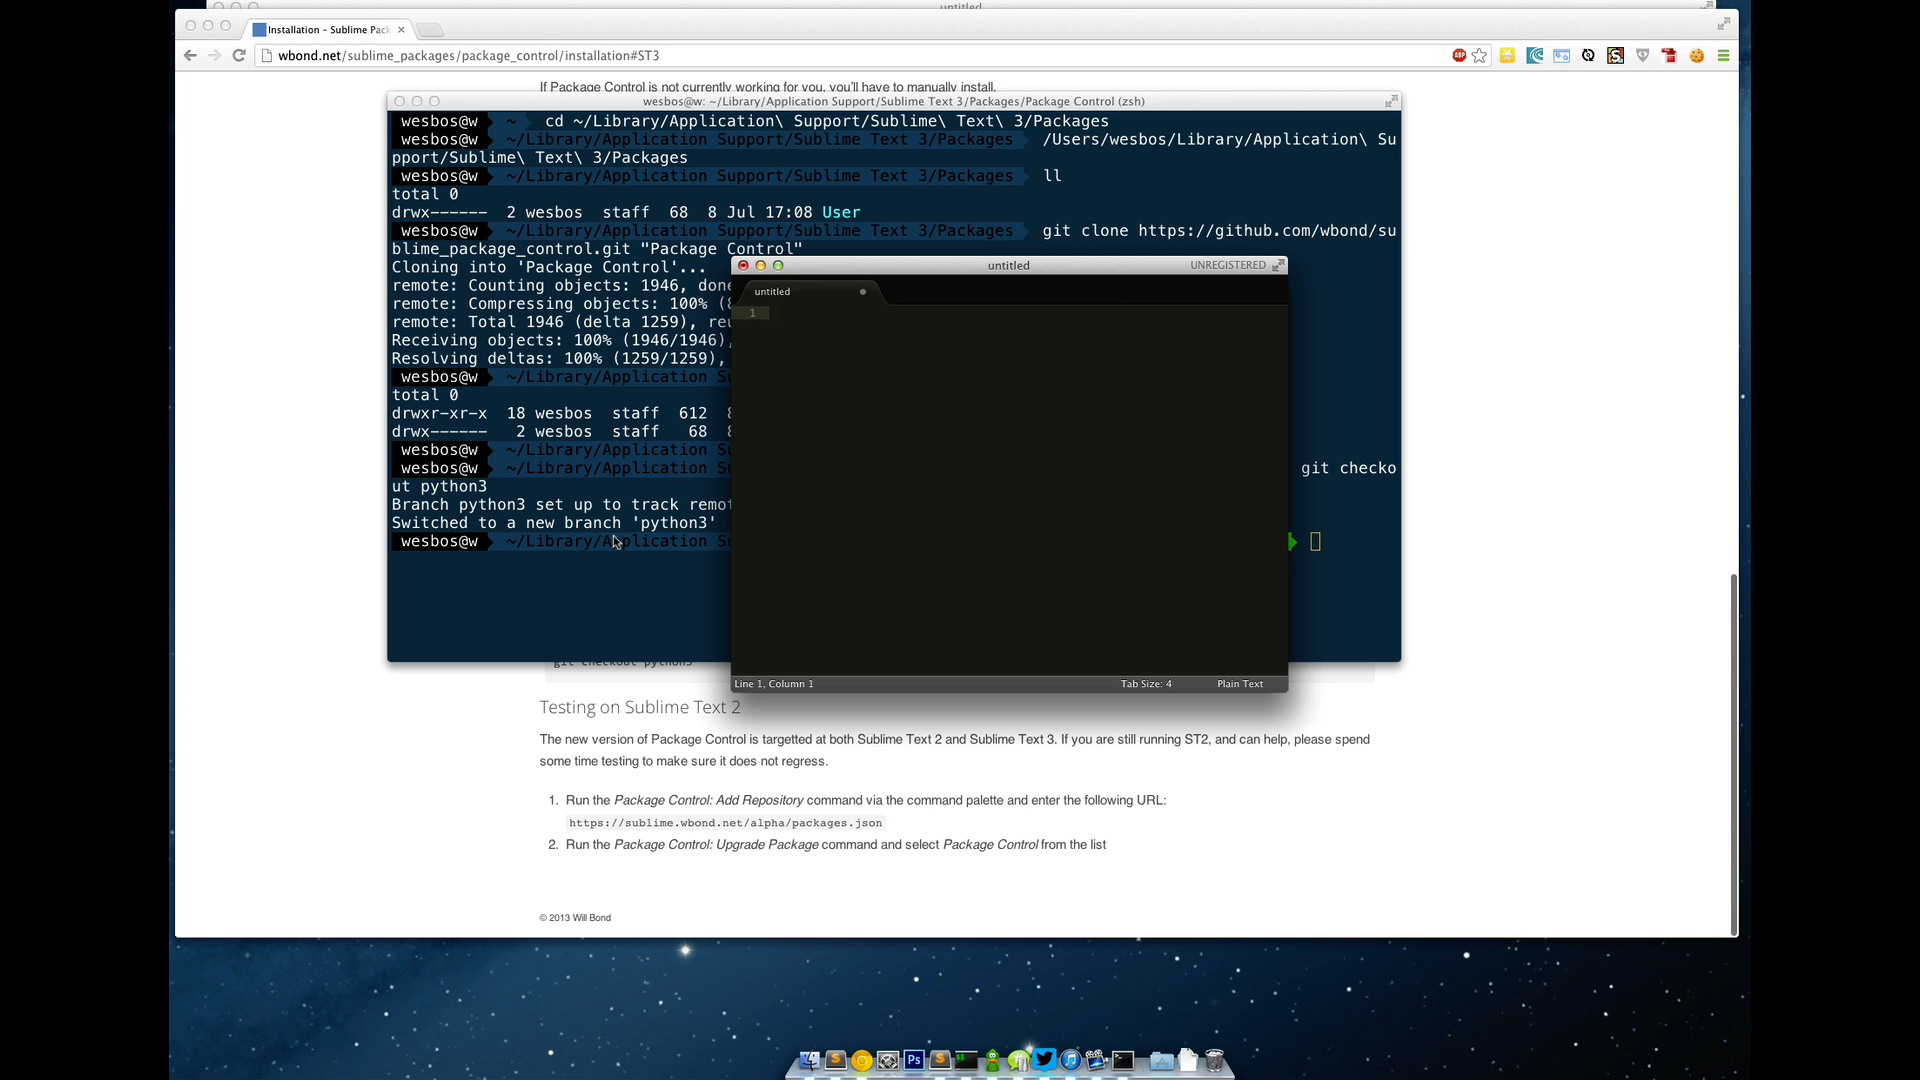 untitled
Installation – Sublime Pack
wbond.net/sublime_packages/package_control/installation#ST3
ABP
If Package Control is not currently working for you, you'll have to manually install.
wesbos@w: ~/Library/Application Support/Sublime Text 3/Packages/Package Control (zsh)
wesbos@w ~ cd ~/Library/Application\ Support/Sublime\ Text\ 3/Packages
wesbos@w ~/Library/Application Support/Sublime Text 3/Packages /Users/wesbos/Library/Application\ Su
pport/Sublime\ Text\ 3/Packages
wesbos@w ~/Library/Application Support/Sublime Text 3/Packages ll
total 0
drwx------ 2 wesbos staff 68 8 Jul 17:08 User
wesbos@w ~/Library/Application Support/Sublime Text 3/Packages git clone https://github.com/wbond/su
blime_package_control.git "Package Control"
Cloning into 'Package Control'...
remote: Counting objects: 1946, done
remote: Compressing objects: 100% (
remote: Total 1946 (delta 1259), reu
Receiving objects: 100% (1946/1946),
Resolving deltas: 100% (1259/1259),
wesbos@w ~/Library/Application Su
total 0
drwxr-xr-x 18 wesbos staff 612 8
drwx------ 2 wesbos staff 68 8
wesbos@w ~/Library/Application Su
wesbos@w ~/Library/Application Su git checko
ut python3
Branch python3 set up to track remot
Switched to a new branch 'python3'
wesbos@w ~/Library/Application Su
untitled UNREGISTERED
untitled
1
Line 1, Column 1 Tab Size: 4 Plain Text
git checkout python3
Testing on Sublime Text 2
The new version of Package Control is targetted at both Sublime Text 2 and Sublime Text 3. If you are still running ST2, and can help, please spend
some time testing to make sure it does not regress.
1. Run the Package Control: Add Repository command via the command palette and enter the following URL:
https://sublime.wbond.net/alpha/packages.json
2. Run the Package Control: Upgrade Package command and select Package Control from the list
© 2013 Will Bond
Ps